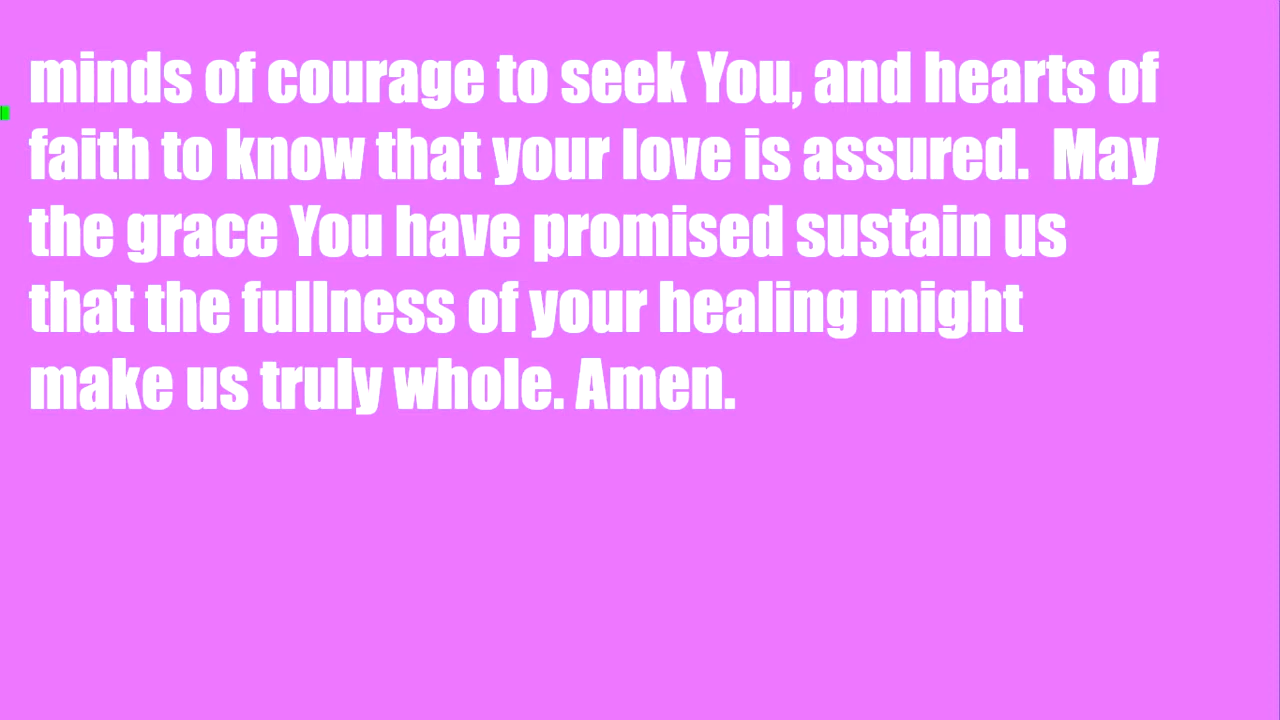 minds of courage to seek You, and hearts of
faith to know that your love is assured.  May
the grace You have promised sustain us
that the fullness of your healing might
make us truly whole. Amen.